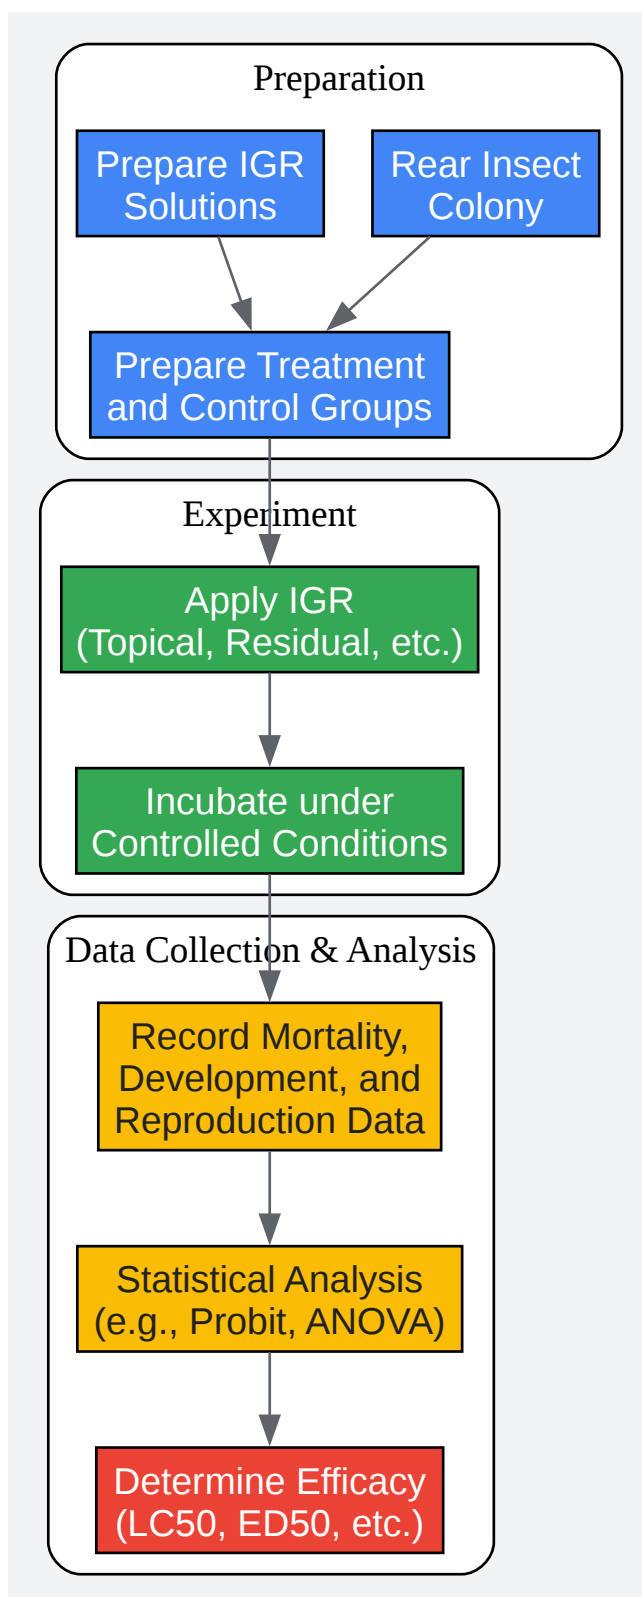 Preparation
Prepare IGR
Solutions
Rear Insect
Colony
Prepare Treatment
and Control Groups
Experiment
Apply IGR
(Topical, Residual, etc.)
Incubate under
Controlled Conditions
Data Collection & Analysis
Record Mortality,
Development, and
Reproduction Data
Statistical Analysis
(e.g., Probit, ANOVA)
Determine Efficacy
(LC50, ED50, etc.)